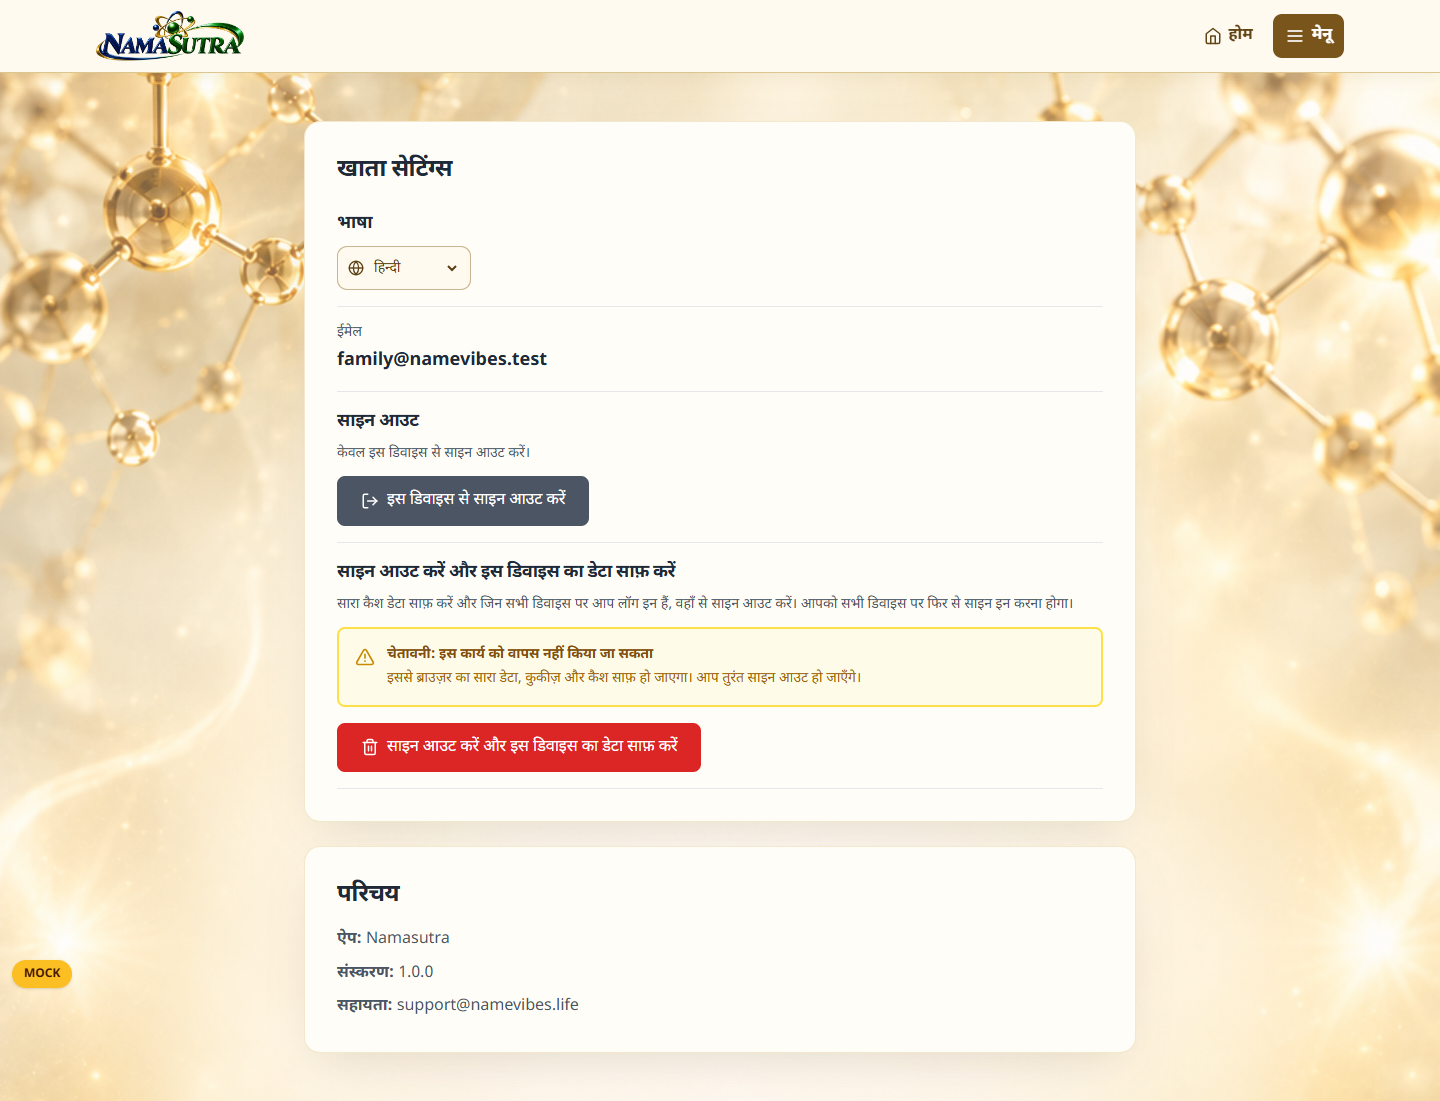 NAMASUTRA
होम
मेनू
खाता सेटिंग्स
भाषा
हिन्दी
ईमेल
family@namevibes.test
साइन आउट
केवल इस डिवाइस से साइन आउट करें।
इस डिवाइस से साइन आउट करें
साइन आउट करें और इस डिवाइस का डेटा साफ़ करें
सारा कैश डेटा साफ़ करें और जिन सभी डिवाइस पर आप लॉग इन हैं, वहाँ से साइन आउट करें। आपको सभी डिवाइस पर फिर से साइन इन करना होगा।
चेतावनी: इस कार्य को वापस नहीं किया जा सकता
इससे ब्राउज़र का सारा डेटा, कुकीज़ और कैश साफ़ हो जाएगा। आप तुरंत साइन आउट हो जाएँगे।
साइन आउट करें और इस डिवाइस का डेटा साफ़ करें
परिचय
ऐप: Namasutra
संस्करण: 1.0.0
सहायता: support@namevibes.life
MOCK